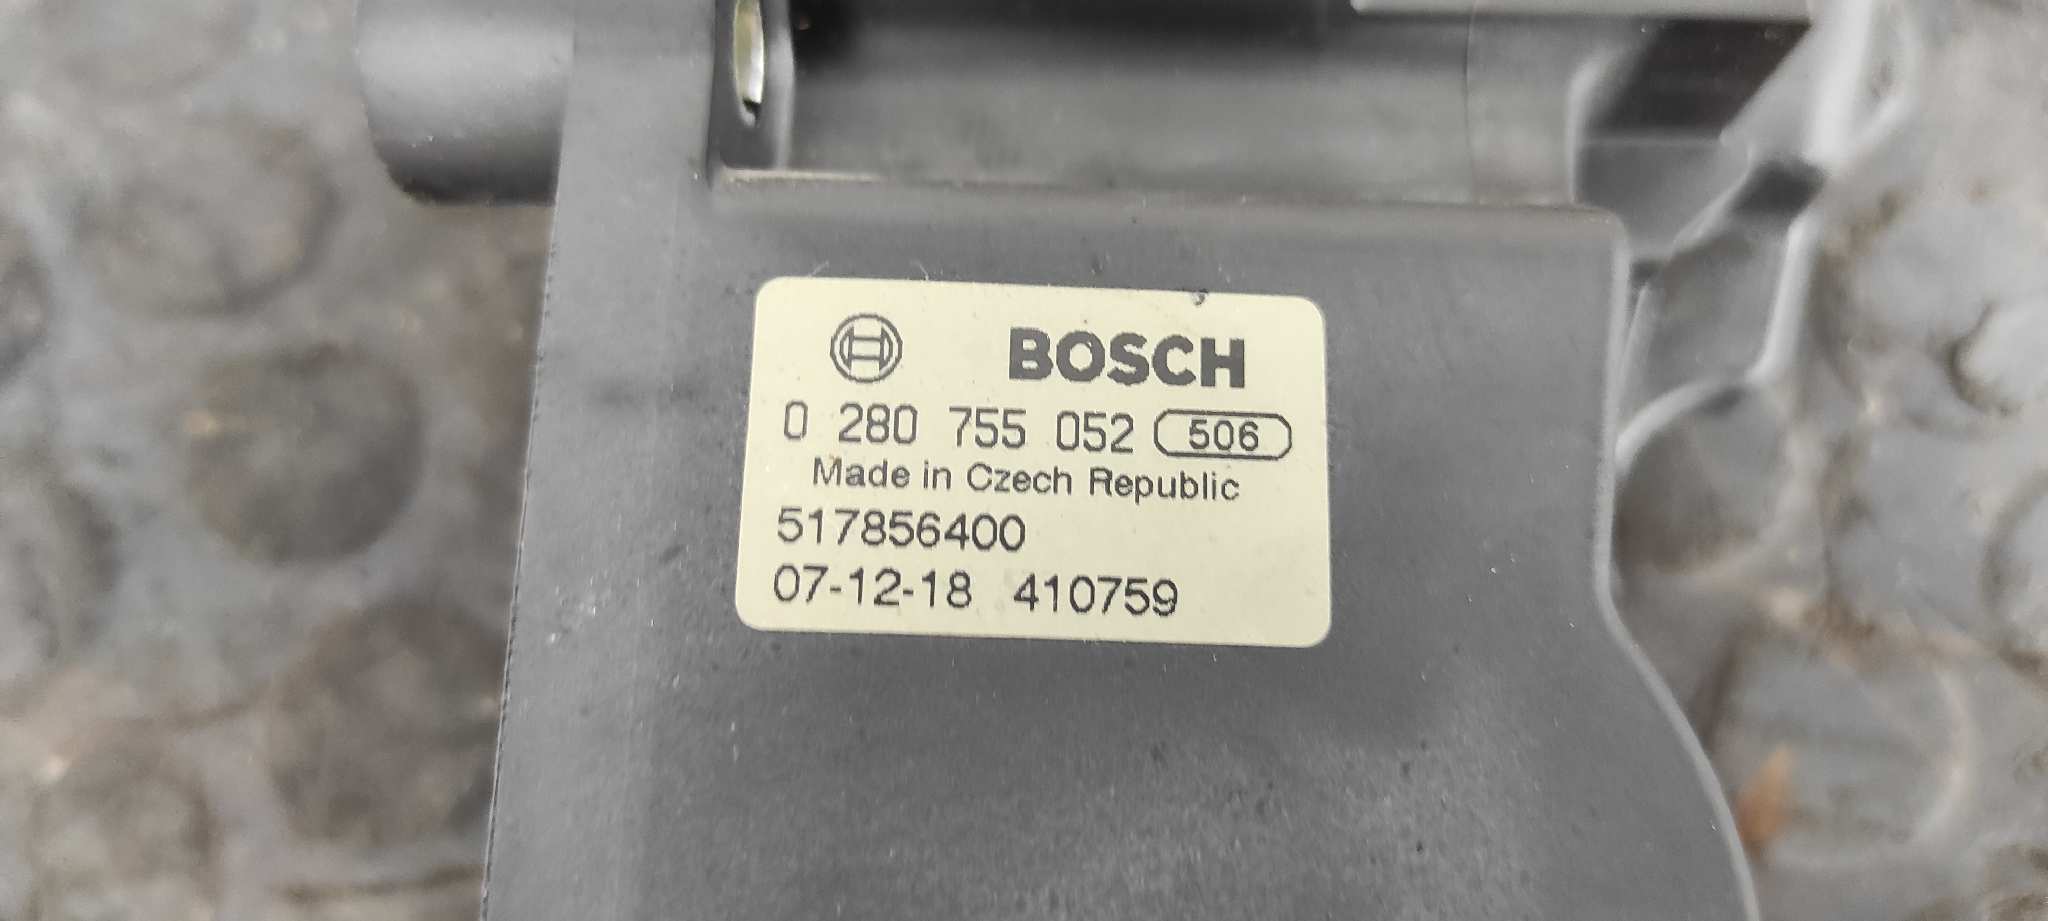 BOSCH
0 280 755 052 506
Made in Czech Republic
517856400
07-12-18 410759